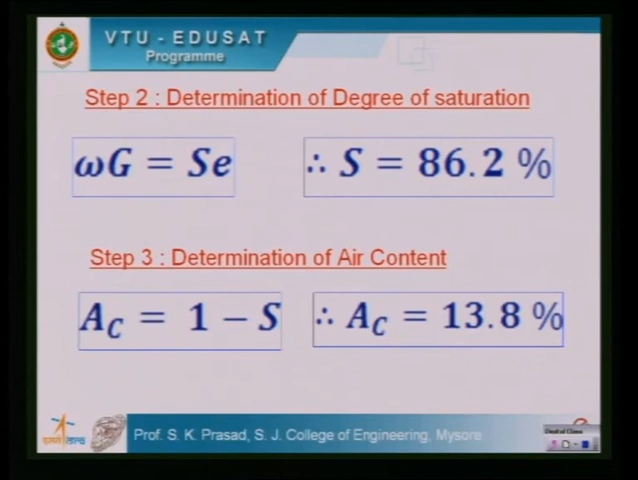 VTU - EDUSAT
Programme
Step 2 : Determination of Degree of saturation
ωG = Se
∴ S = 86.2 %
Step 3 : Determination of Air Content
A_C = 1 − S
∴ A_C = 13.8 %
Prof. S. K. Prasad, S. J. College of Engineering, Mysore